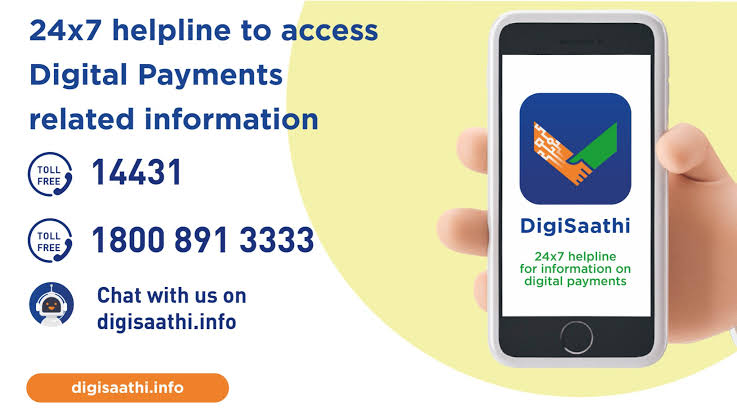 24x7 helpline to access
Digital Payments
related information
TOLL
FREE
14431
TOLL
FREE
1800 891 3333
Chat with us on
digisaathi.info
digisaathi.info
DigiSaathi
24x7 helpline
for information on
digital payments